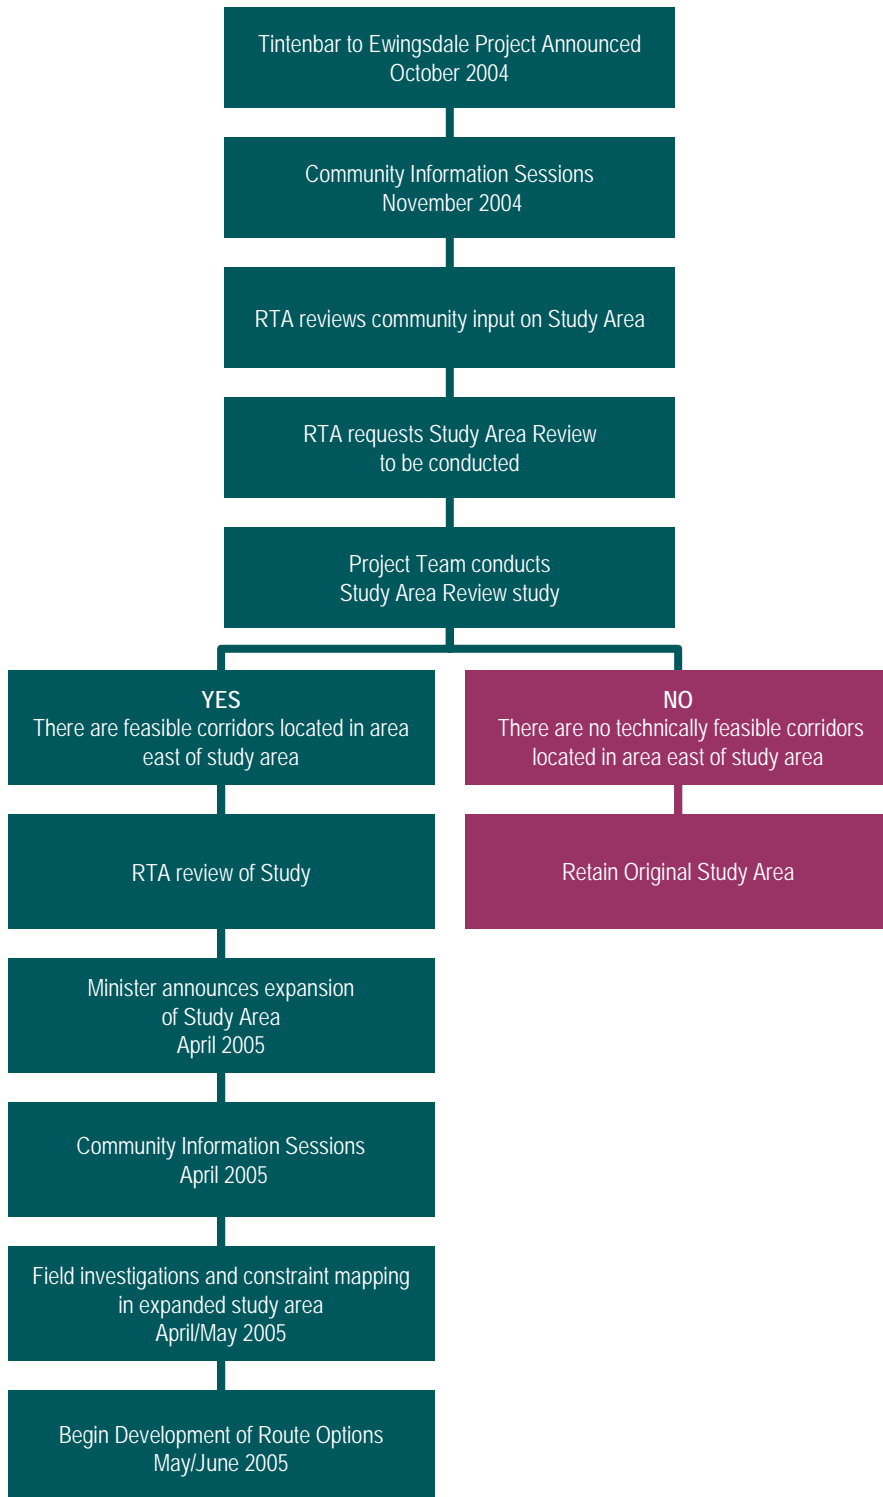 Tintenbar to Ewingsdale Project Announced
October 2004
Community Information Sessions
November 2004
RTA reviews community input on Study Area
RTA requests Study Area Review
to be conducted
Project Team conducts
Study Area Review study
YES
There are feasible corridors located in area
east of study area
NO
There are no technically feasible corridors
located in area east of study area
RTA review of Study
Retain Original Study Area
Minister announces expansion
of Study Area
April 2005
Community Information Sessions
April 2005
Field investigations and constraint mapping
in expanded study area
April/May 2005
Begin Development of Route Options
May/June 2005